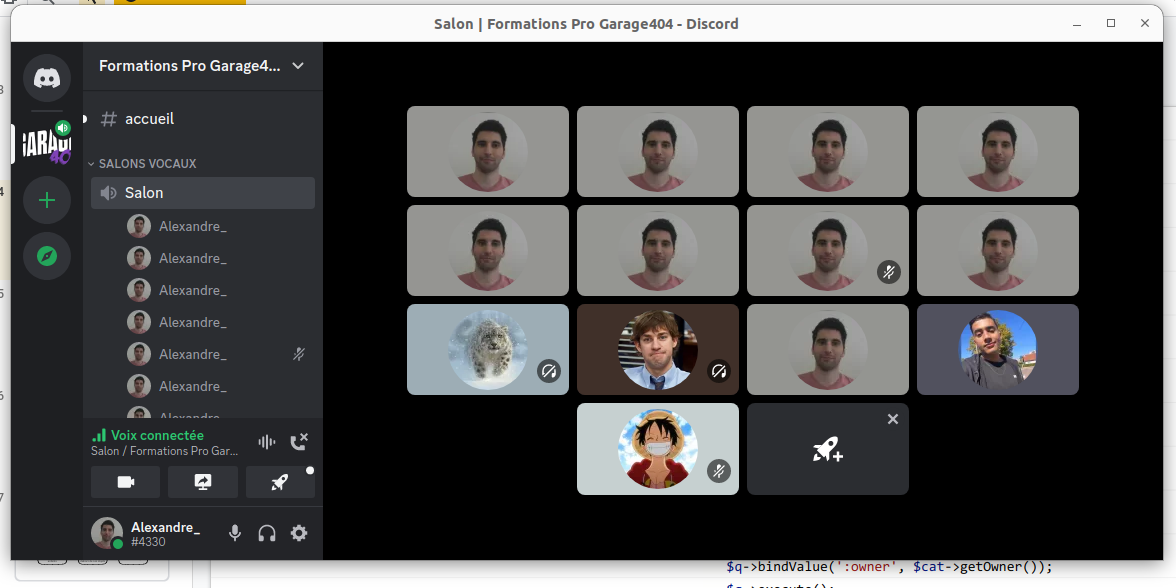 Salon | Formations Pro Garage404 - Discord
Formations Pro Garage4...
# accueil
SALONS VOCAUX
Salon
Alexandre_
Alexandre_
Alexandre_
Alexandre_
Alexandre_
Alexandre_
Alexandre_
Voix connectée
Salon / Formations Pro Gar...
Alexandre_
#4330
$q->bindValue(':owner', $cat->getOwner());